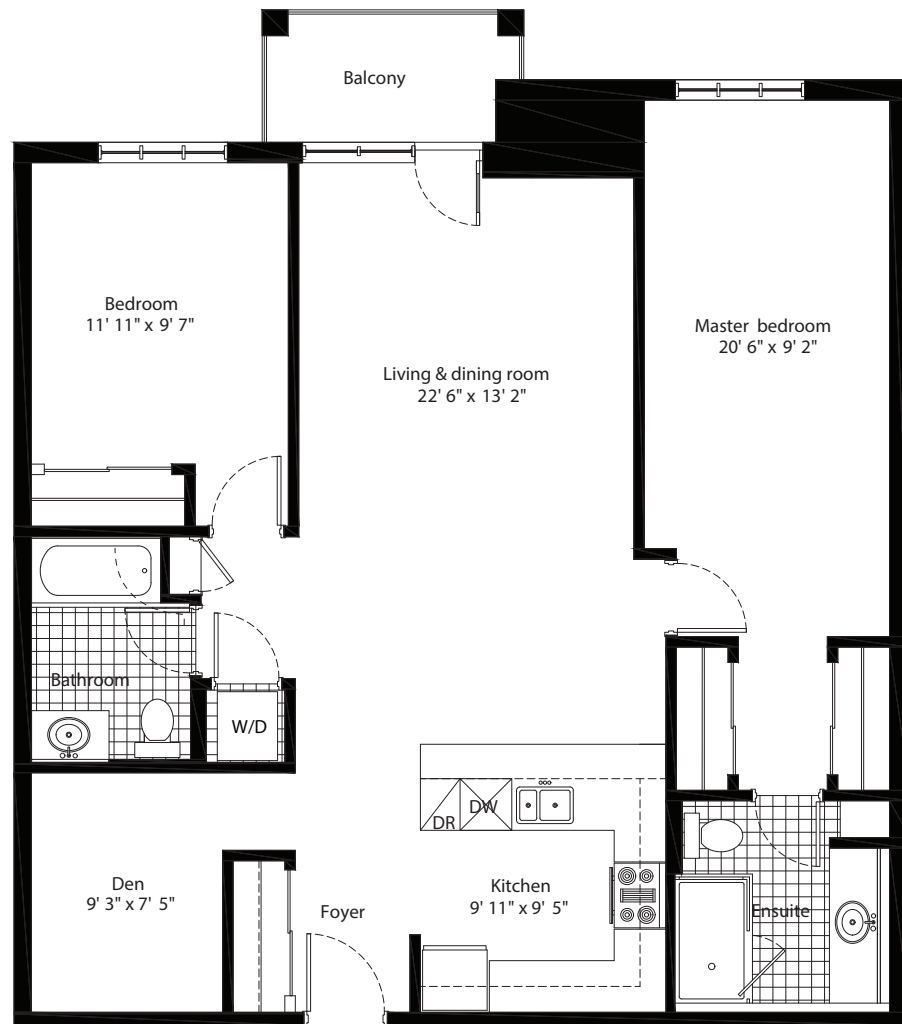 Balcony
Bedroom
11' 11" x 9' 7"
Master bedroom
20' 6" x 9' 2"
Living & dining room
22' 6" x 13' 2"
Bathroom
W/D
DW
DR
Den
9' 3" x 7' 5"
Foyer
Kitchen
9' 11" x 9' 5"
Ensuite